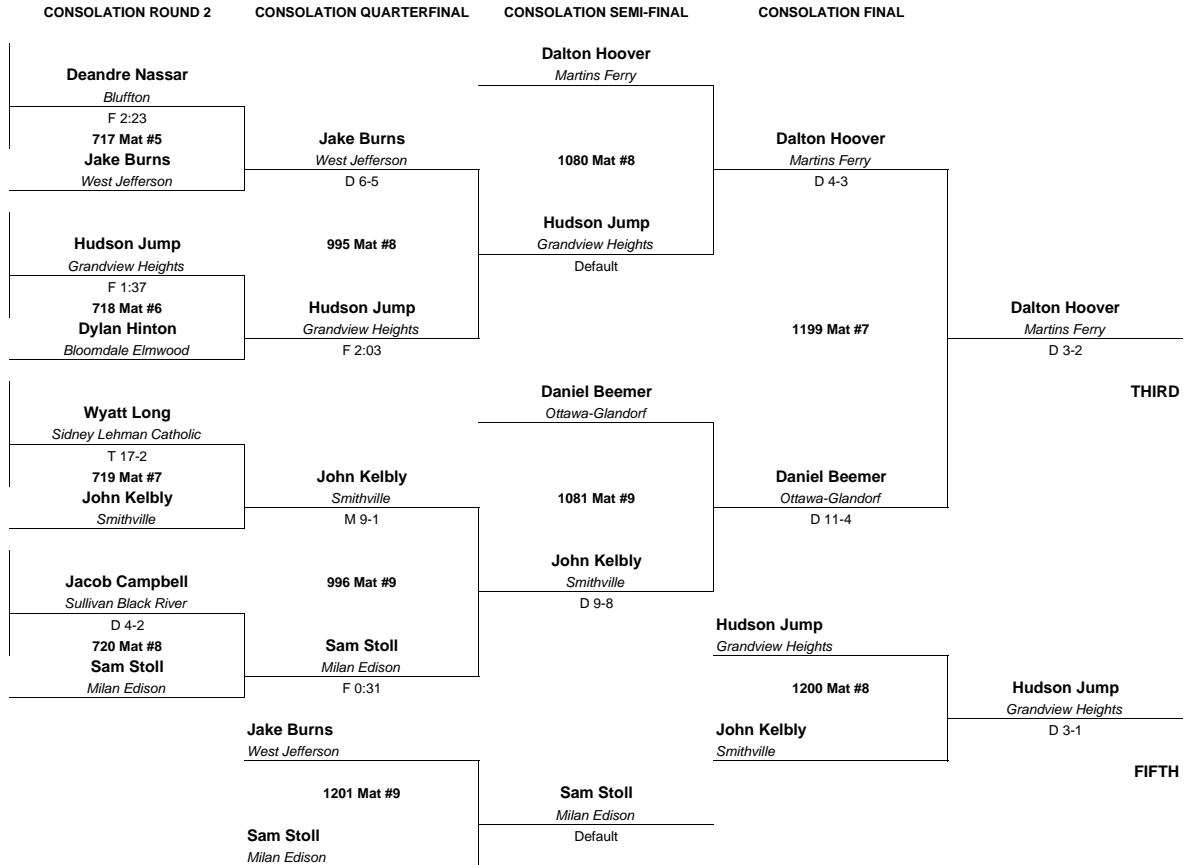 CONSOLATION ROUND 2
CONSOLATION QUARTERFINAL
CONSOLATION SEMI-FINAL
CONSOLATION FINAL
Deandre Nassar
Bluffton
F 2:23
717 Mat #5
Jake Burns
West Jefferson
Hudson Jump
Grandview Heights
F 1:37
718 Mat #6
Dylan Hinton
Bloomdale Elmwood
Wyatt Long
Sidney Lehman Catholic
T 17-2
719 Mat #7
John Kelbly
Smithville
Jacob Campbell
Sullivan Black River
D 4-2
720 Mat #8
Sam Stoll
Milan Edison
Jake Burns
West Jefferson
D 6-5
995 Mat #8
Hudson Jump
Grandview Heights
F 2:03
John Kelbly
Smithville
M 9-1
996 Mat #9
Sam Stoll
Milan Edison
F 0:31
Jake Burns
West Jefferson
1201 Mat #9
Sam Stoll
Milan Edison
Dalton Hoover
Martins Ferry
1080 Mat #8
Hudson Jump
Grandview Heights
Default
Daniel Beemer
Ottawa-Glandorf
1081 Mat #9
John Kelbly
Smithville
D 9-8
Sam Stoll
Milan Edison
Default
Dalton Hoover
Martins Ferry
D 4-3
1199 Mat #7
Daniel Beemer
Ottawa-Glandorf
D 11-4
Hudson Jump
Grandview Heights
1200 Mat #8
John Kelbly
Smithville
Dalton Hoover
Martins Ferry
D 3-2
THIRD
Hudson Jump
Grandview Heights
D 3-1
FIFTH